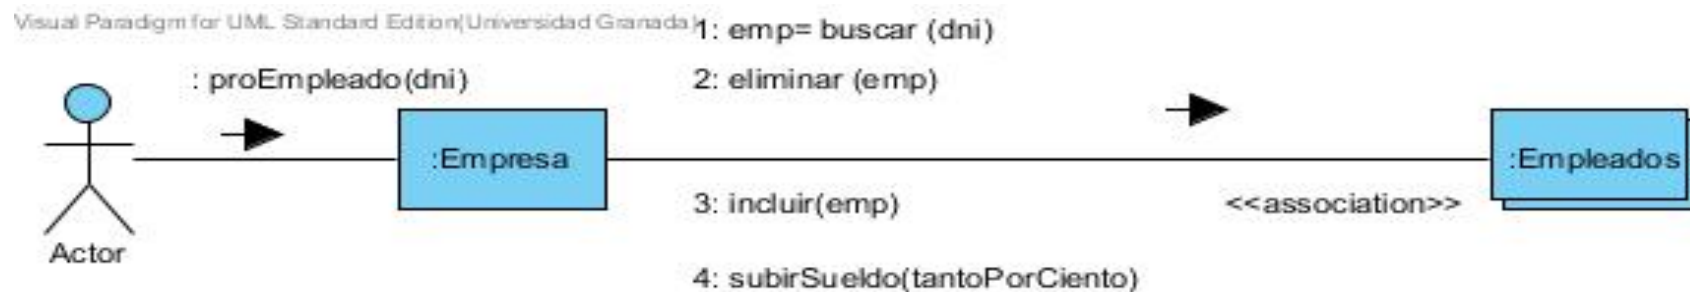 Visual Paradigm for UML Standard Edition(Universidad Granada)
1: emp= buscar (dni)
: proEmpleado(dni)
2: eliminar (emp)
:Empresa
:Empleados
3: incluir(emp)
<<association>>
Actor
4: subirSueldo(tantoPorCiento)